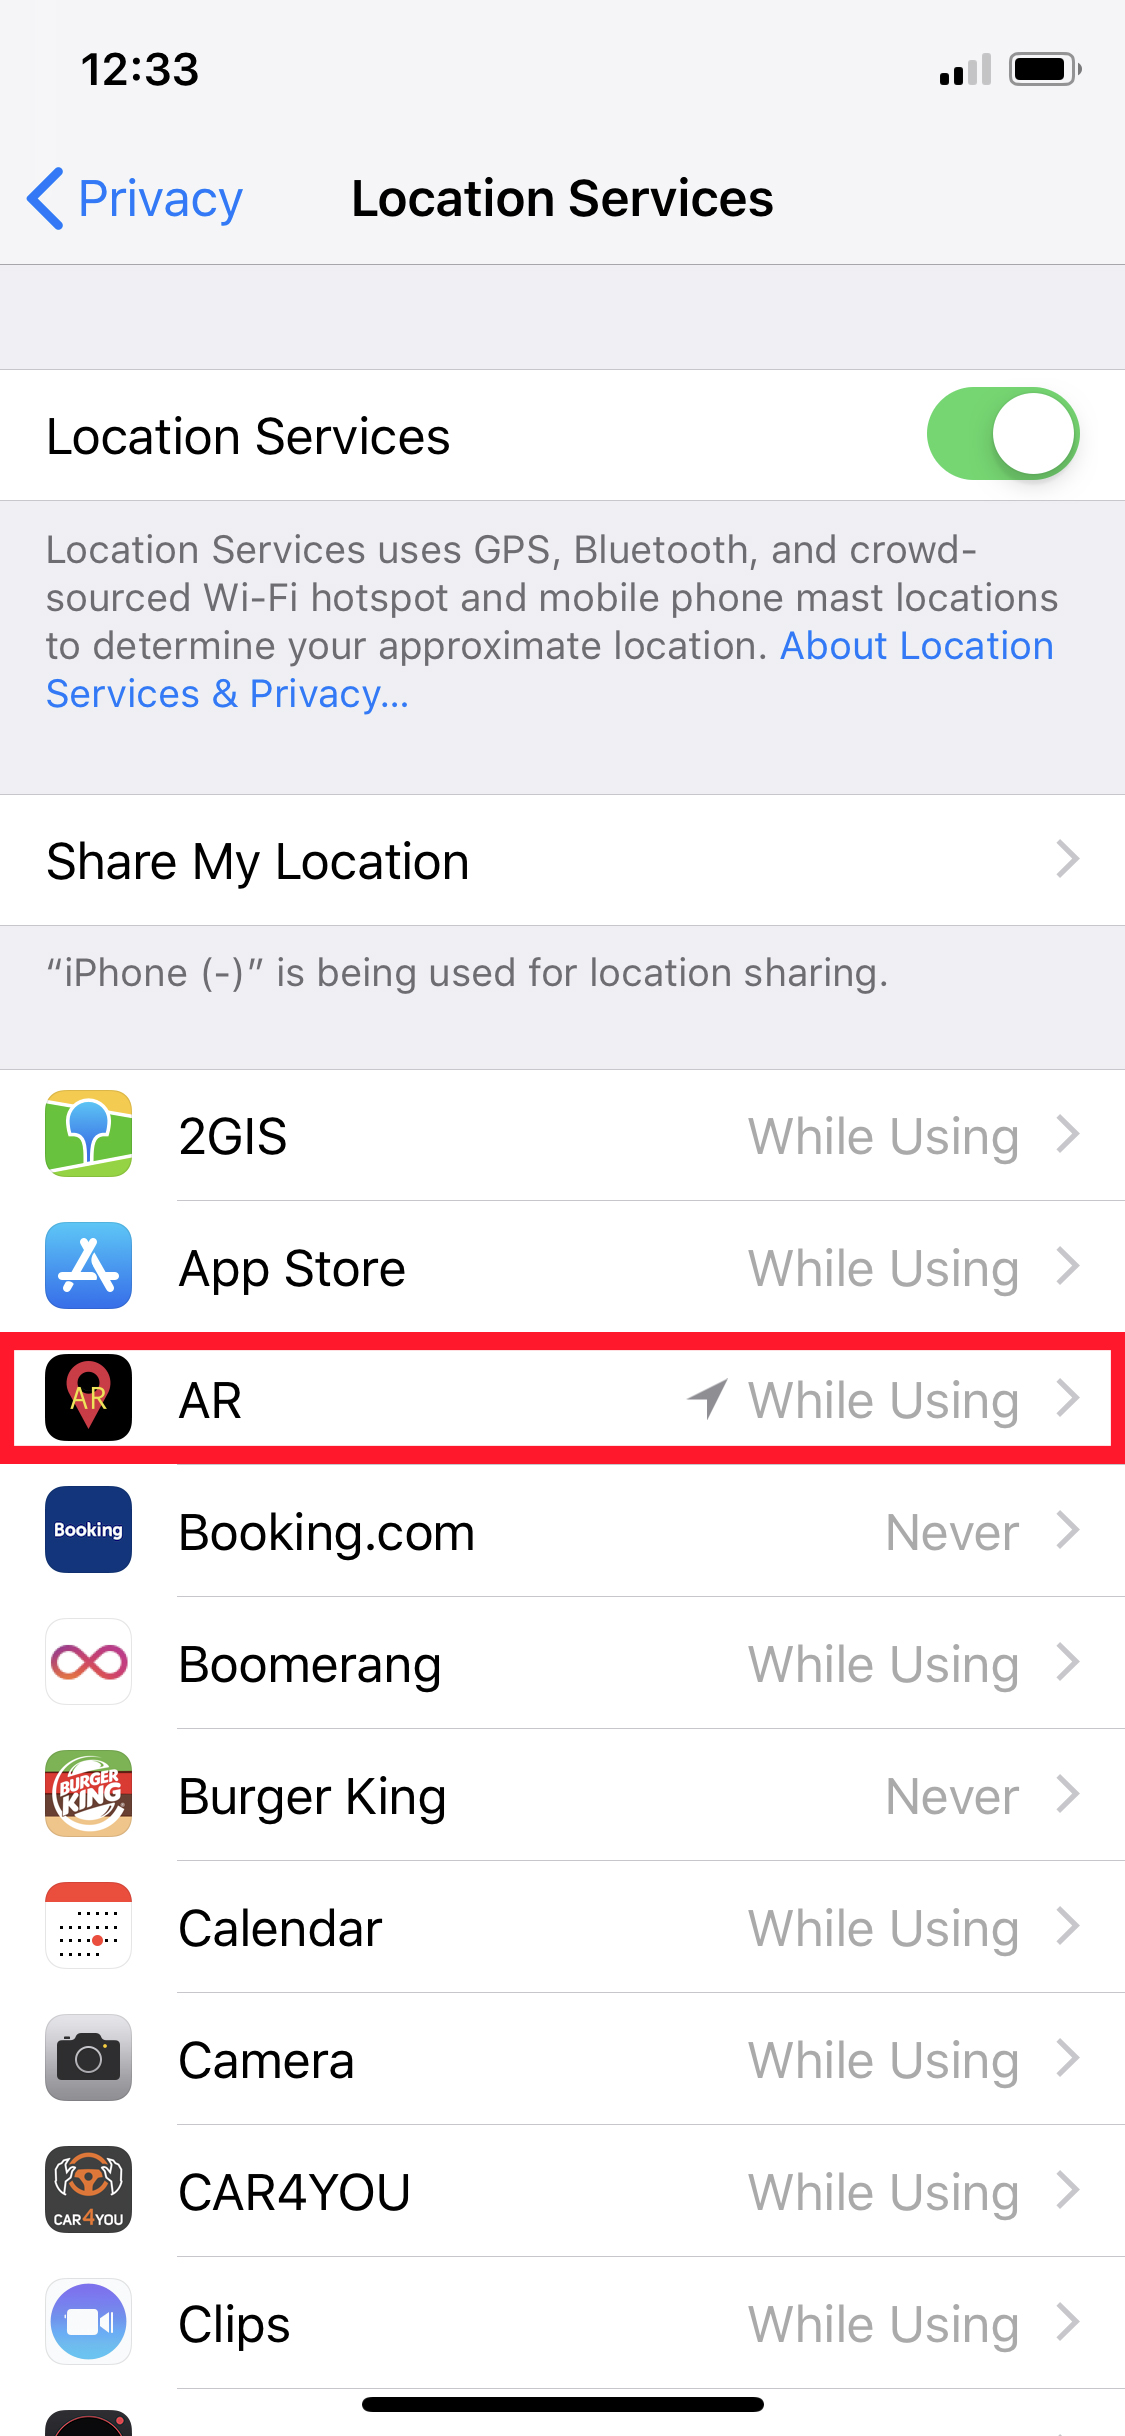 12:33
Privacy
Location Services
Location Services
Location Services uses GPS, Bluetooth, and crowd-
sourced Wi-Fi hotspot and mobile phone mast locations
to determine your approximate location. About Location
Services & Privacy...
Share My Location
“iPhone (-)” is being used for location sharing.
2GIS While Using
App Store While Using
AR AR While Using
Booking Booking.com Never
Boomerang While Using
BURGER
KING Burger King Never
Calendar While Using
Camera While Using
CAR4YOU CAR4YOU While Using
Clips While Using